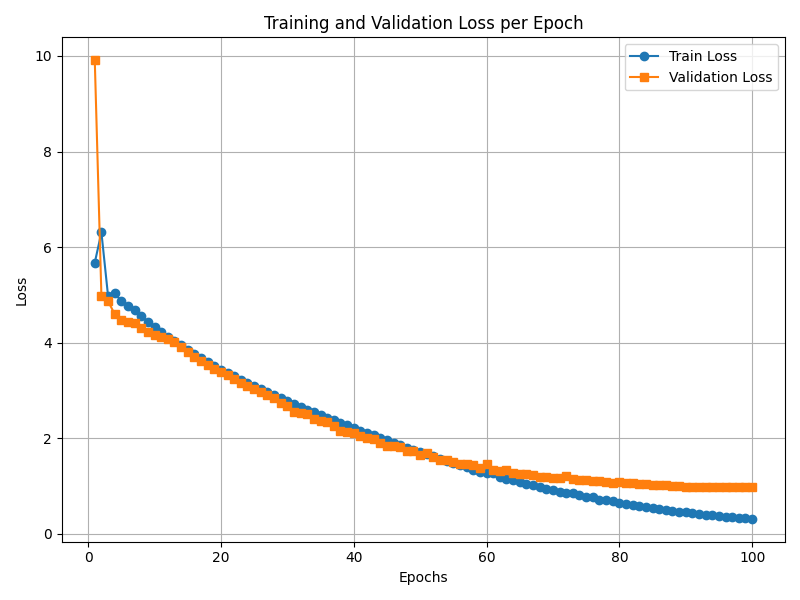 Training and Validation Loss per Epoch
Train Loss
Validation Loss
10
8
6
4
2
0
Loss
0 20 40 60 80 100
Epochs